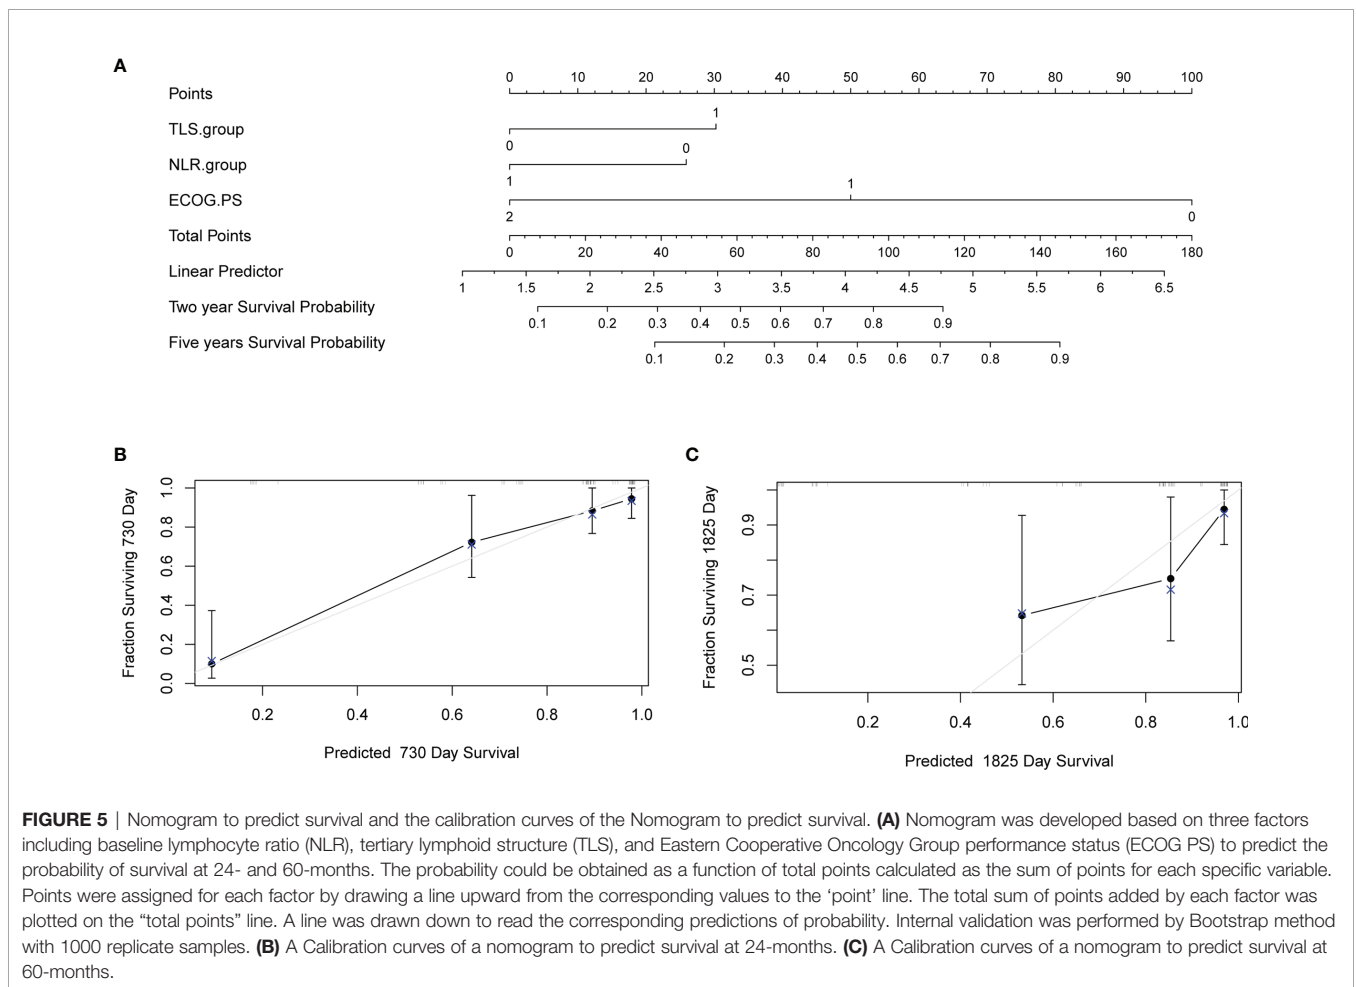 A
0 10 20 30 40 50 60 70 80 90 100
Points
1
TLS.group
0
0
NLR.group
1
1
ECOG.PS
2
0
Total Points
0 20 40 60 80 100 120 140 160 180
Linear Predictor
1 1.5 2 2.5 3 3.5 4 4.5 5 5.5 6 6.5
Two year Survival Probability
0.1 0.2 0.3 0.4 0.5 0.6 0.7 0.8 0.9
Five years Survival Probability
0.1 0.2 0.3 0.4 0.5 0.6 0.7 0.8 0.9
B
Fraction Surviving 730 Day
0.0 0.2 0.4 0.6 0.8 1.0
0.2 0.4 0.6 0.8 1.0
Predicted 730 Day Survival
C
Fraction Surviving 1825 Day
0.5 0.7 0.9
0.2 0.4 0.6 0.8 1.0
Predicted 1825 Day Survival
FIGURE 5 | Nomogram to predict survival and the calibration curves of the Nomogram to predict survival. (A) Nomogram was developed based on three factors
including baseline lymphocyte ratio (NLR), tertiary lymphoid structure (TLS), and Eastern Cooperative Oncology Group performance status (ECOG PS) to predict the
probability of survival at 24- and 60-months. The probability could be obtained as a function of total points calculated as the sum of points for each specific variable.
Points were assigned for each factor by drawing a line upward from the corresponding values to the ‘point’ line. The total sum of points added by each factor was
plotted on the “total points” line. A line was drawn down to read the corresponding predictions of probability. Internal validation was performed by Bootstrap method
with 1000 replicate samples. (B) A Calibration curves of a nomogram to predict survival at 24-months. (C) A Calibration curves of a nomogram to predict survival at
60-months.